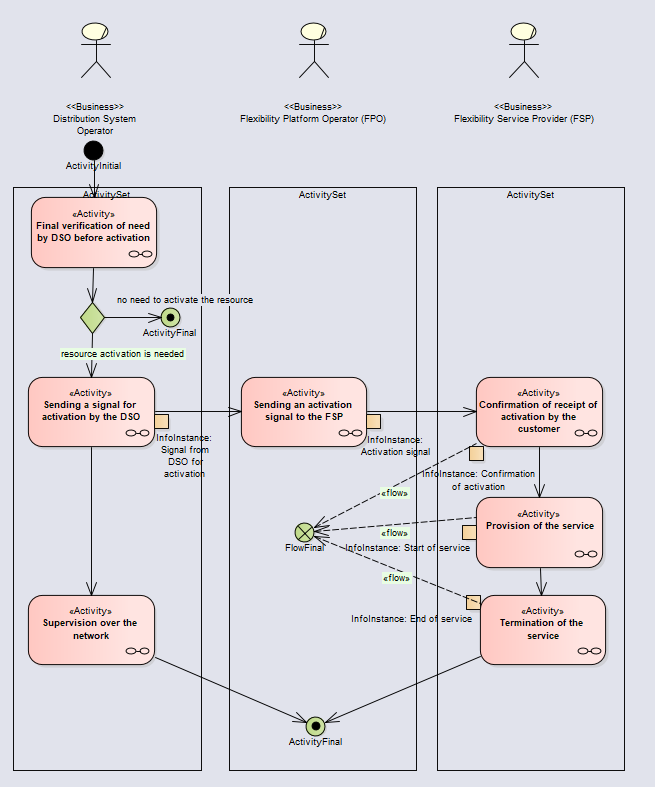 <<Business>>
Distribution System
Operator
<<Business>>
Flexibility Platform Operator (FPO)
<<Business>>
Flexibility Service Provider (FSP)
ActivityInitial
ActivitySet
ActivitySet
ActivitySet
«Activity»
Final verification of need
by DSO before activation
no need to activate the resource
ActivityFinal
resource activation is needed
«Activity»
Sending a signal for
activation by the DSO
InfoInstance:
Signal from
DSO for
activation
«Activity»
Sending an activation
signal to the FSP
InfoInstance:
Activation signal
«Activity»
Confirmation of receipt of
activation by the
customer
InfoInstance: Confirmation
of activation
«flow»
«Activity»
Provision of the service
«flow»
FlowFinal
InfoInstance: Start of service
«flow»
«Activity»
Supervision over the
network
InfoInstance: End of service
«Activity»
Termination of the
service
ActivityFinal